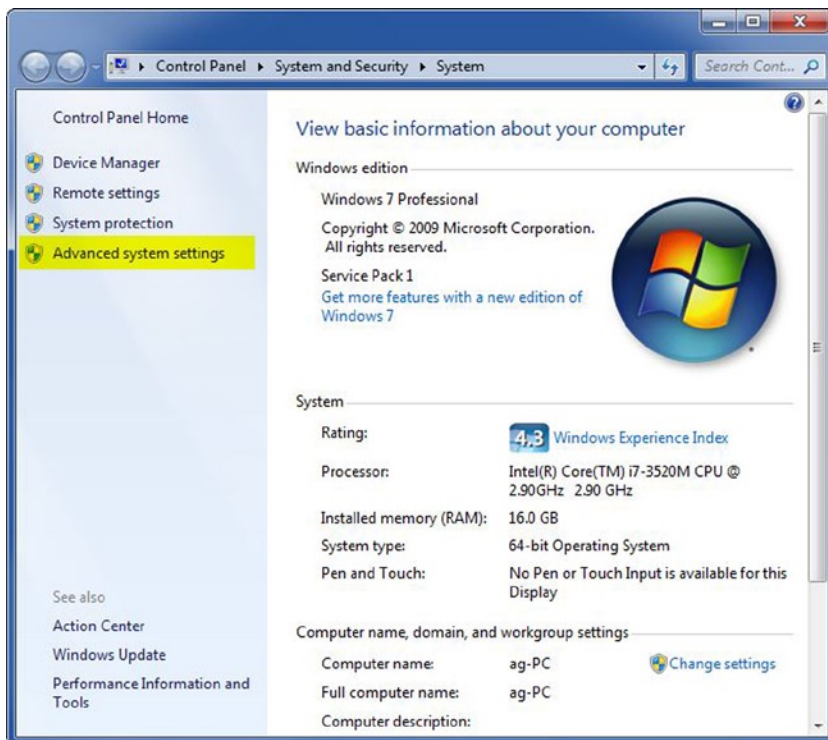 Control Panel ▸ System and Security ▸ System
Search Cont...
Control Panel Home
Device Manager
Remote settings
System protection
Advanced system settings
See also
Action Center
Windows Update
Performance Information and
Tools
View basic information about your computer
Windows edition
Windows 7 Professional
Copyright © 2009 Microsoft Corporation.
All rights reserved.
Service Pack 1
Get more features with a new edition of
Windows 7
System
Rating:
4,3 Windows Experience Index
Processor:
Intel(R) Core(TM) i7-3520M CPU @
2.90GHz 2.90 GHz
Installed memory (RAM): 16.0 GB
System type: 64-bit Operating System
Pen and Touch: No Pen or Touch Input is available for this
Display
Computer name, domain, and workgroup settings
Computer name: ag-PC Change settings
Full computer name: ag-PC
Computer description: